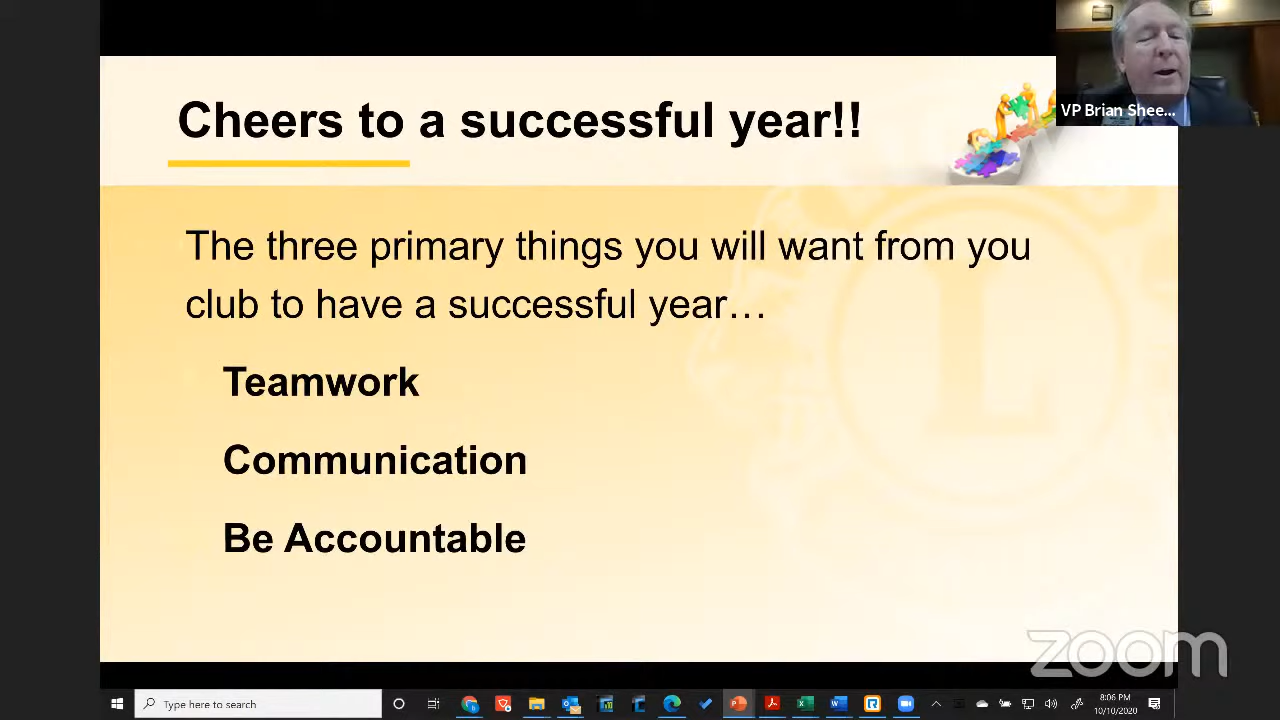 Cheers to a successful year!!
VP Brian Shee...
The three primary things you will want from you
club to have a successful year…
Teamwork
Communication
Be Accountable
L
zoom
Type here to search
8:06 PM
10/10/2020